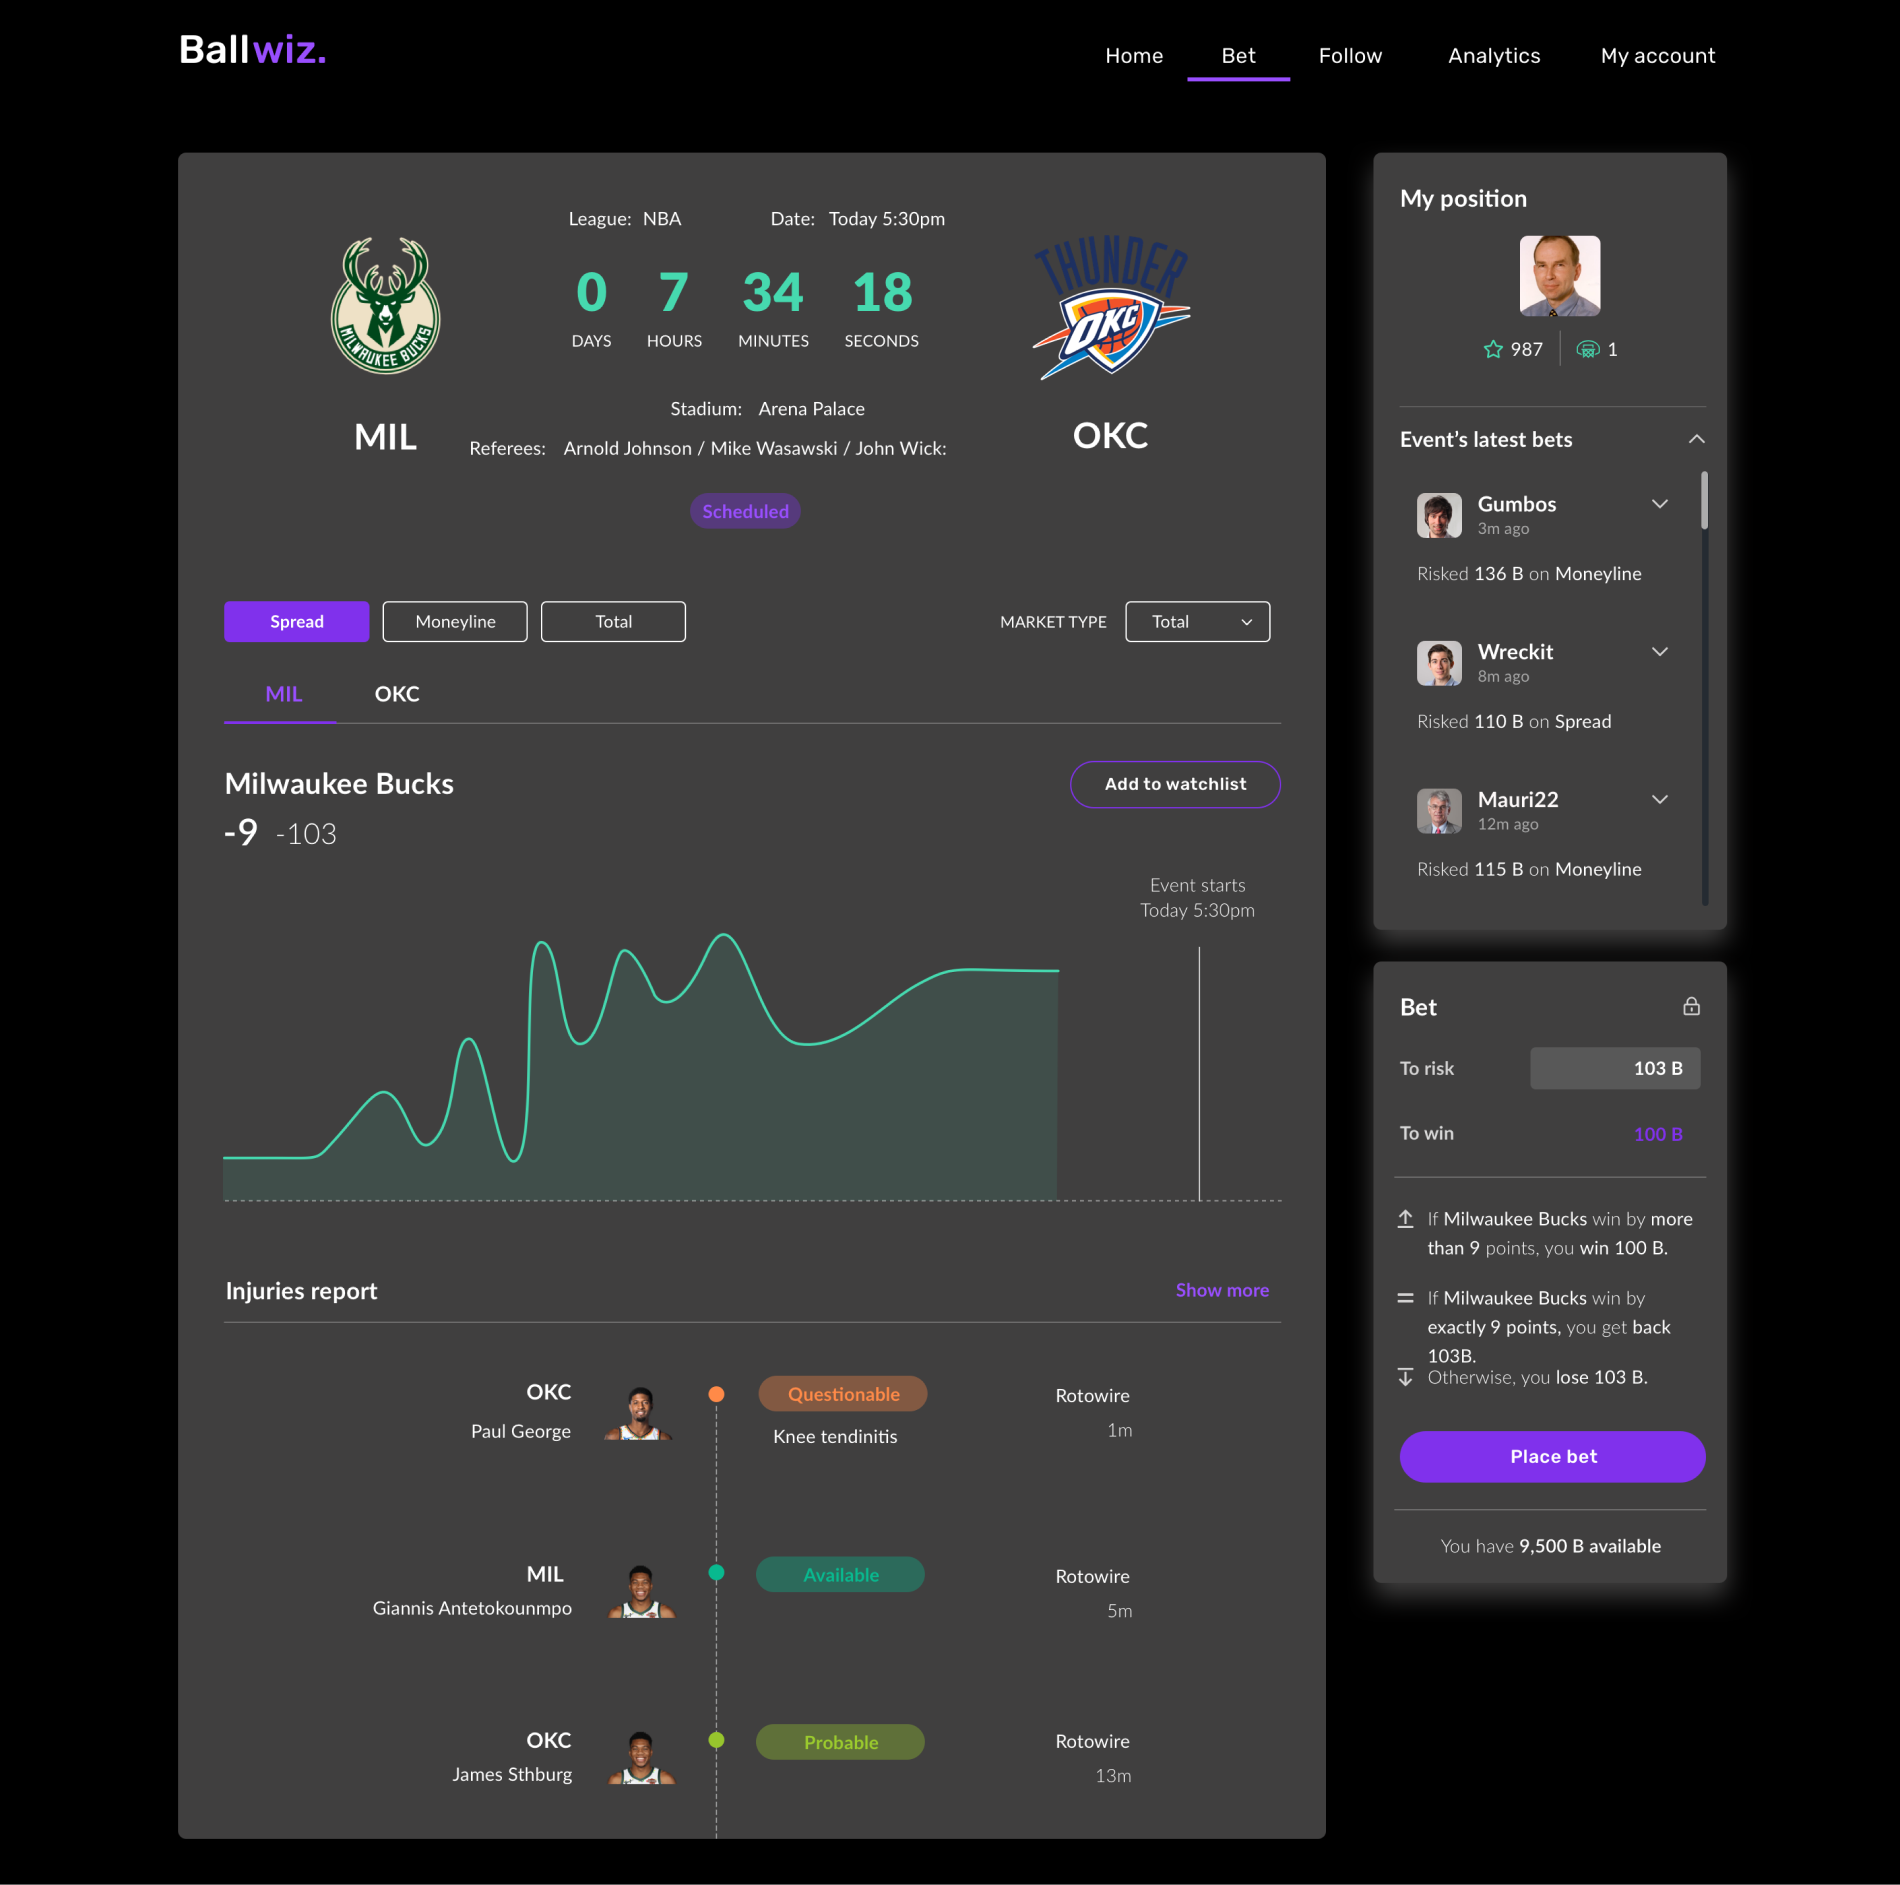 Ballwiz.
Home Bet Follow Analytics My account
League: NBA Date: Today 5:30pm
0 7 34 18
DAYS HOURS MINUTES SECONDS
MILWAUKEE BUCKS
THUNDER
OKC
MIL
OKC
Stadium: Arena Palace
Referees: Arnold Johnson / Mike Wasawski / John Wick:
Scheduled
Spread Moneyline Total
MARKET TYPE Total
MIL OKC
Milwaukee Bucks
Add to watchlist
-9 -103
Event starts
Today 5:30pm
Injuries report
Show more
OKC
Paul George
Questionable
Knee tendinitis
Rotowire
1m
MIL
Giannis Antetokounmpo
Available
Rotowire
5m
OKC
James Sthburg
Probable
Rotowire
13m
My position
987 1
Event's latest bets
Gumbos
3m ago
Risked 136 B on Moneyline
Wreckit
8m ago
Risked 110 B on Spread
Mauri22
12m ago
Risked 115 B on Moneyline
Bet
To risk 103 B
To win 100 B
If Milwaukee Bucks win by more
than 9 points, you win 100 B.
If Milwaukee Bucks win by
exactly 9 points, you get back
103B.
Otherwise, you lose 103 B.
Place bet
You have 9,500 B available